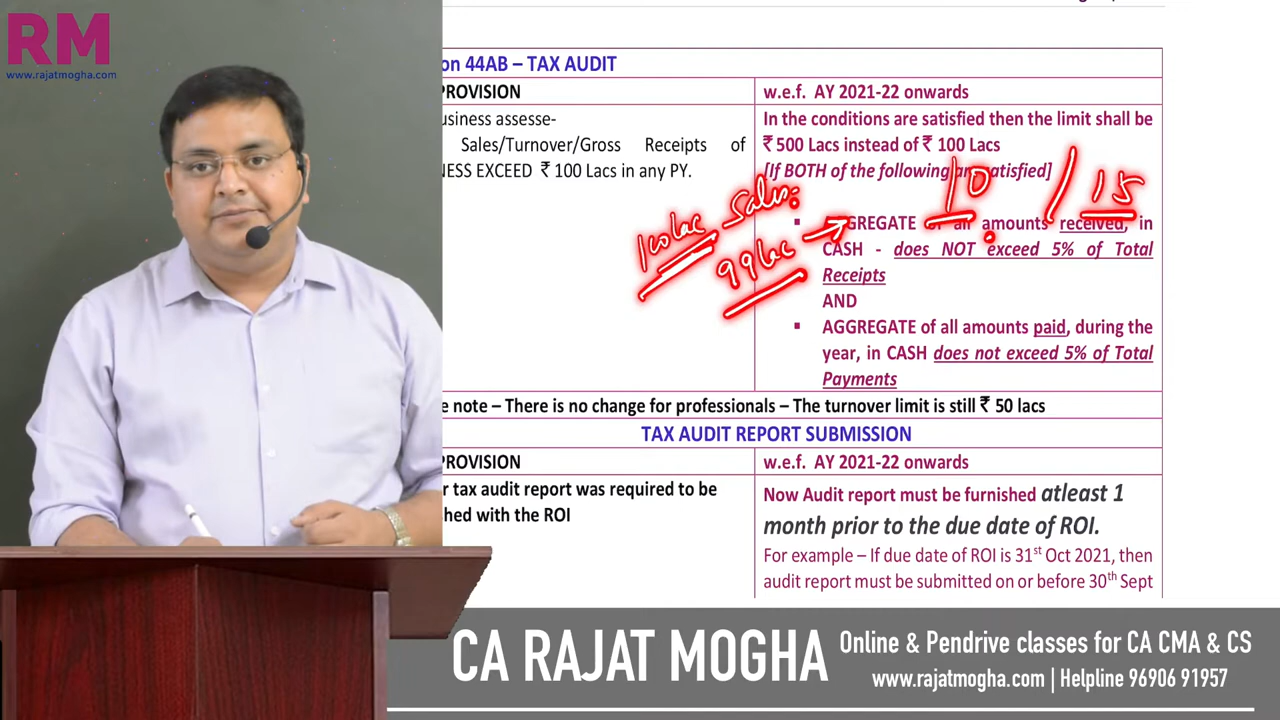 RM
www.rajatmogha.com
on 44AB – TAX AUDIT
PROVISION
w.e.f. AY 2021-22 onwards
usiness assesse-
Sales/Turnover/Gross Receipts of
NESS EXCEED ₹ 100 Lacs in any PY.
In the conditions are satisfied then the limit shall be
₹ 500 Lacs instead of ₹ 100 Lacs
[If BOTH of the following are satisfied]
10 / 15
100 lac Sales:
99 lac
▪ AGGREGATE of all amounts received, in
CASH - does NOT exceed 5% of Total
Receipts
AND
▪ AGGREGATE of all amounts paid, during the
year, in CASH does not exceed 5% of Total
Payments
e note – There is no change for professionals – The turnover limit is still ₹ 50 lacs
TAX AUDIT REPORT SUBMISSION
PROVISION
w.e.f. AY 2021-22 onwards
r tax audit report was required to be
hed with the ROI
Now Audit report must be furnished atleast 1
month prior to the due date of ROI.
For example – If due date of ROI is 31st Oct 2021, then
audit report must be submitted on or before 30th Sept
CA RAJAT MOGHA
Online & Pendrive classes for CA CMA & CS
www.rajatmogha.com | Helpline 96906 91957